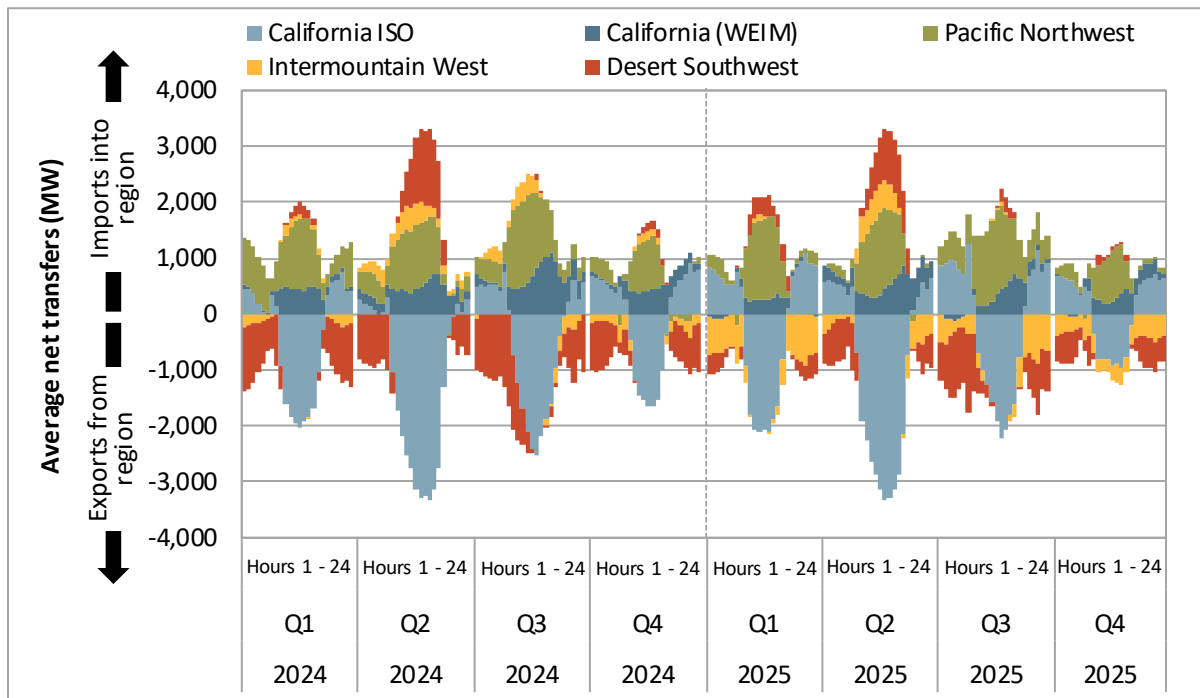 California ISO California (WEIM) Pacific Northwest
Intermountain West Desert Southwest
Average net transfers (MW)
Exports from
region
Imports into
region
4,000
3,000
2,000
1,000
0
-1,000
-2,000
-3,000
-4,000
Hours 1 - 24 Hours 1 - 24 Hours 1 - 24 Hours 1 - 24 Hours 1 - 24 Hours 1 - 24 Hours 1 - 24 Hours 1 - 24
Q1 Q2 Q3 Q4 Q1 Q2 Q3 Q4
2024 2024 2024 2024 2025 2025 2025 2025